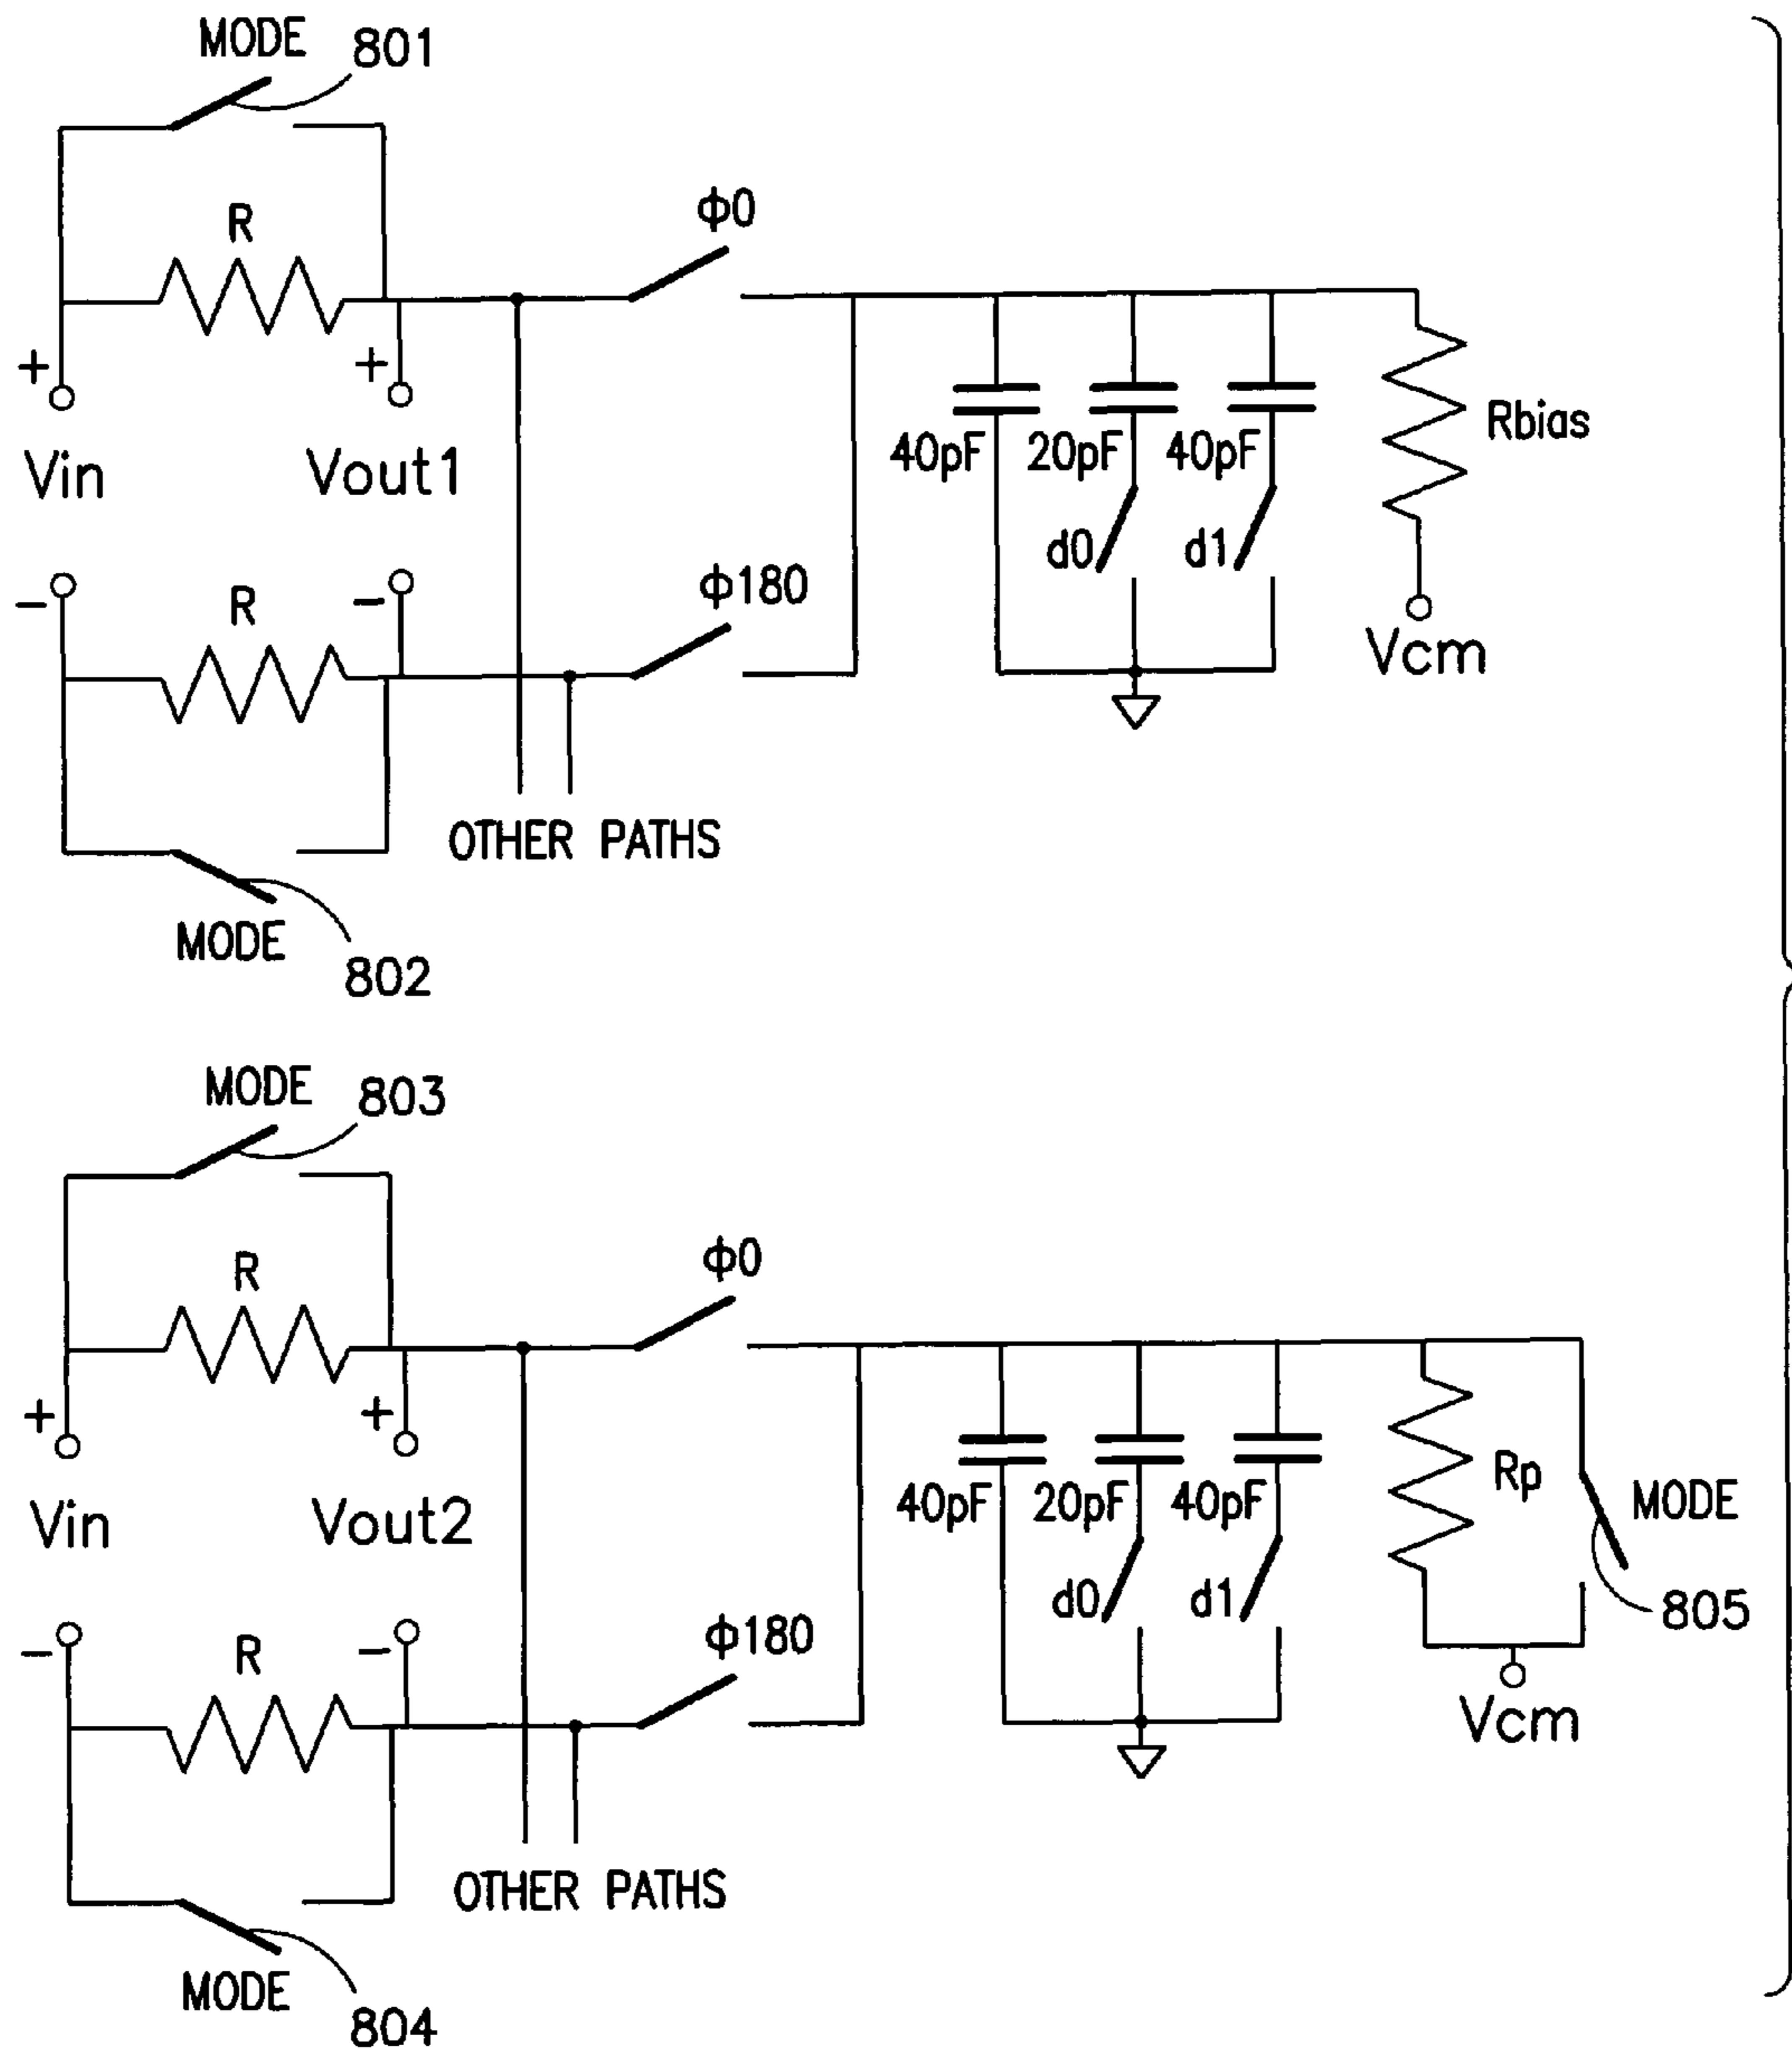 MODE 801
R
ϕ0
+ +
Vin Vout1
40pF 20pF 40pF
Rbias
d0 d1
- -
R
ϕ180
Vcm
OTHER PATHS
MODE
802
MODE 803
R
ϕ0
+ +
Vin Vout2
40pF 20pF 40pF
Rp
MODE
d0 d1
805
- -
R
ϕ180
Vcm
OTHER PATHS
MODE
804